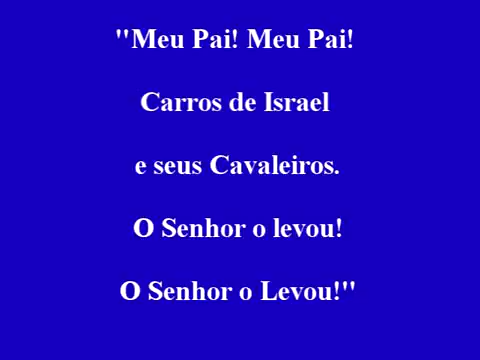 "Meu Pai! Meu Pai!
Carros de Israel
e seus Cavaleiros.
O Senhor o levou!
O Senhor o Levou!"